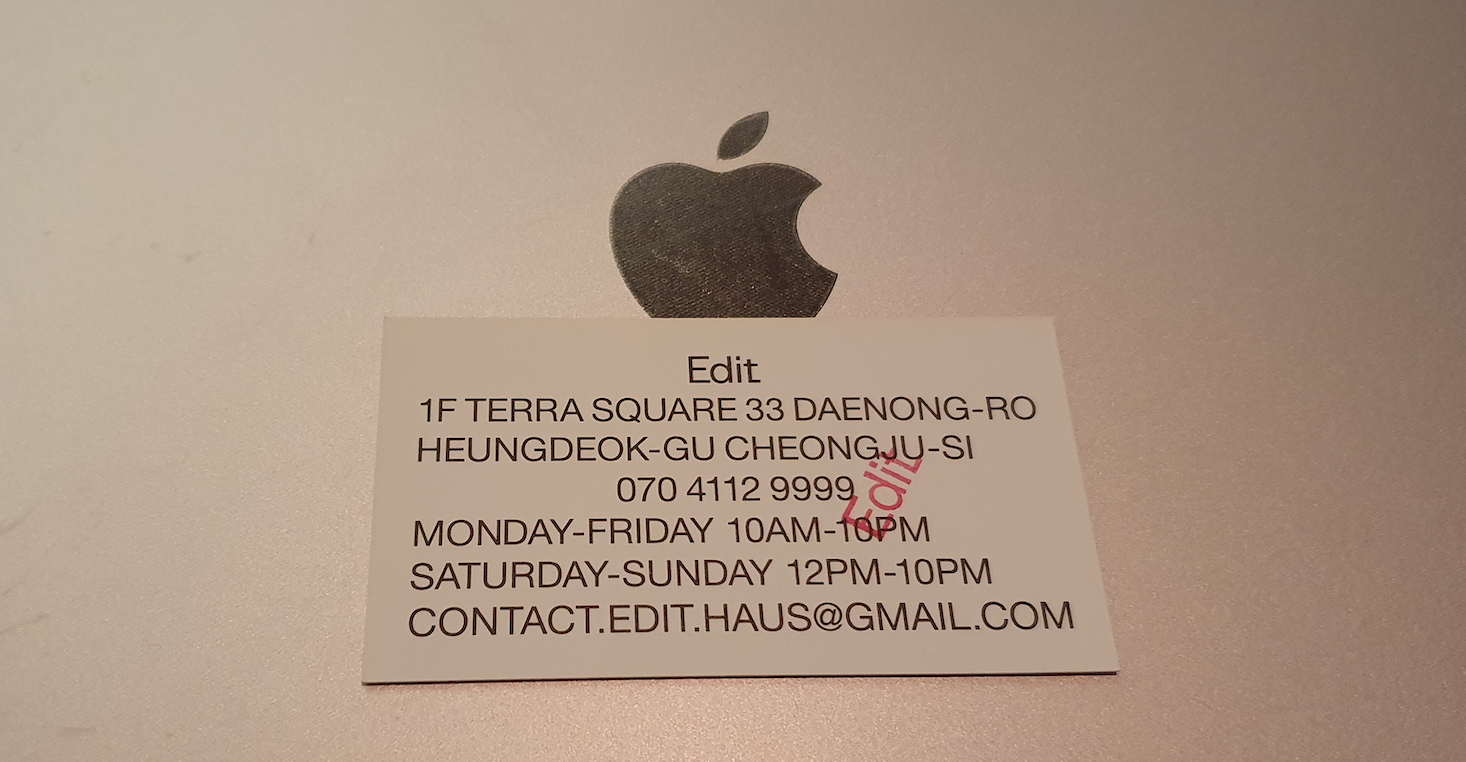 Edit
1F TERRA SQUARE 33 DAENONG-RO
HEUNGDEOK-GU CHEONGJU-SI
070 4112 9999
MONDAY-FRIDAY 10AM-10PM
SATURDAY-SUNDAY 12PM-10PM
CONTACT.EDIT.HAUS@GMAIL.COM
Edit